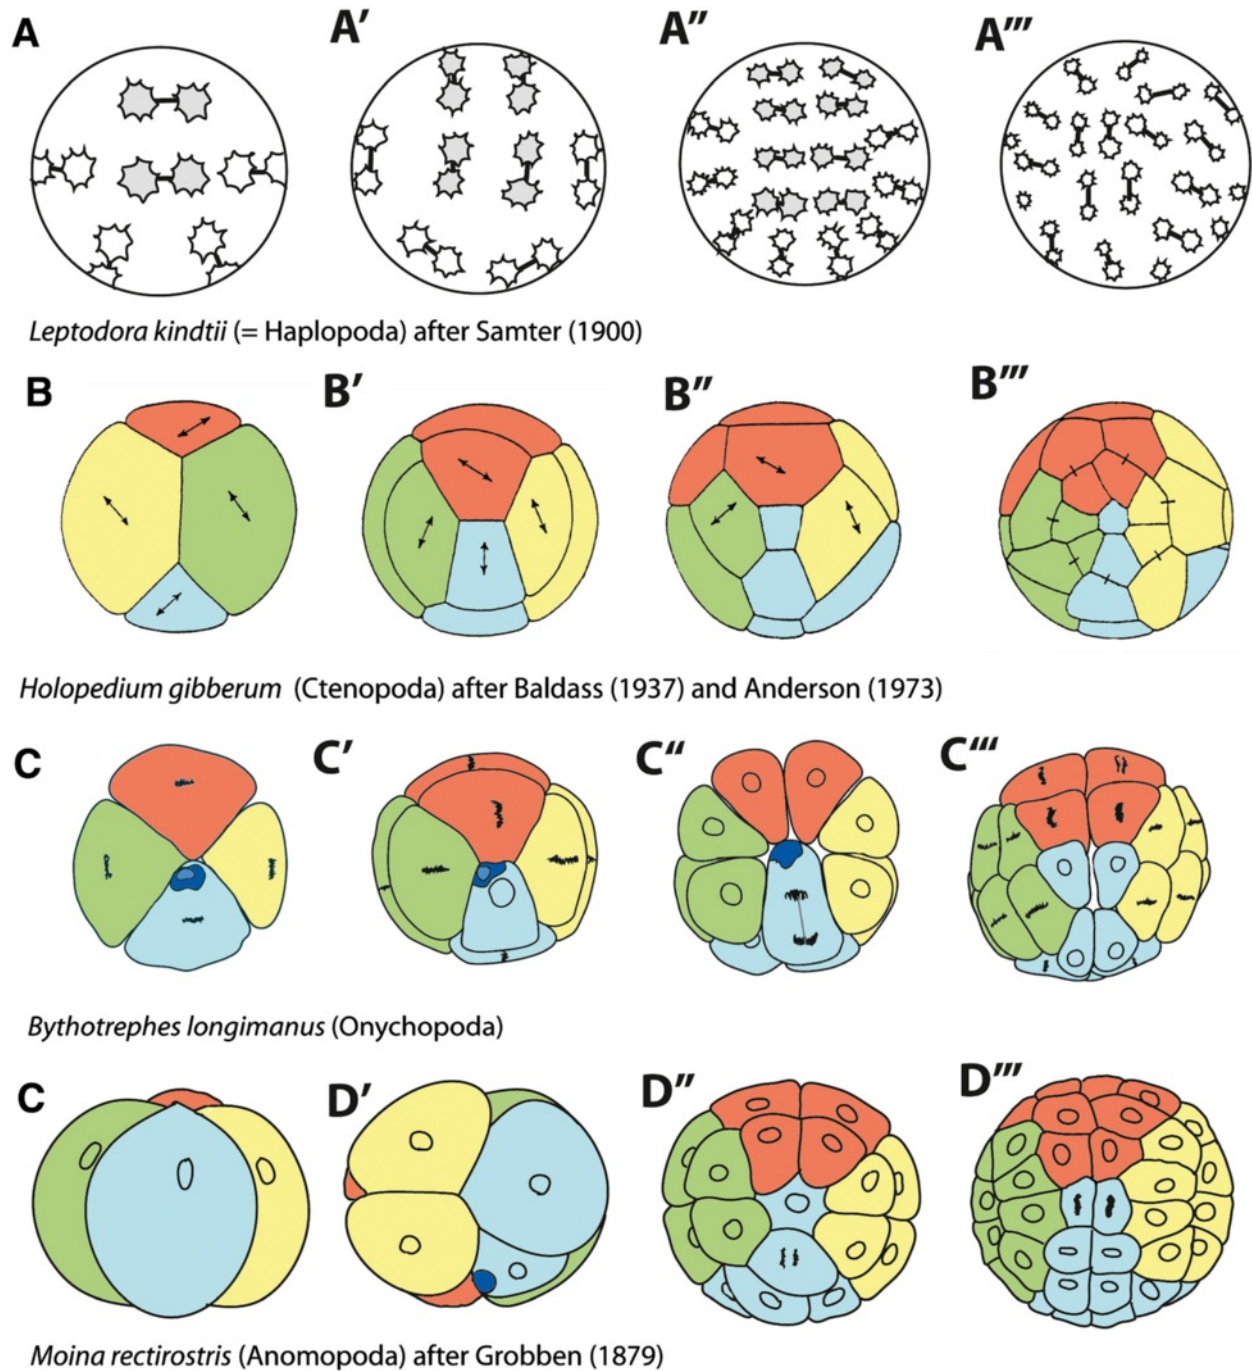 A A′ A″ A‴
Leptodora kindtii (= Haplopoda) after Samter (1900)
B B′ B″ B‴
Holopedium gibberum (Ctenopoda) after Baldass (1937) and Anderson (1973)
C C′ C″ C‴
Bythotrephes longimanus (Onychopoda)
C D′ D″ D‴
Moina rectirostris (Anomopoda) after Grobben (1879)